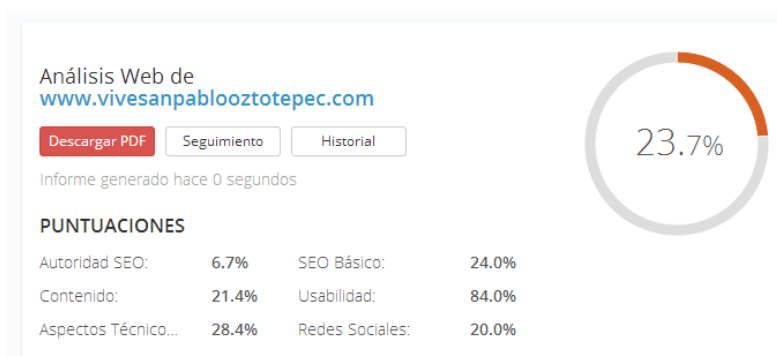 Análisis Web de
www.vivesanpablooztotepec.com
Descargar PDF Seguimiento Historial
Informe generado hace 0 segundos
23.7%
PUNTUACIONES
Autoridad SEO: 6.7% SEO Básico: 24.0%
Contenido: 21.4% Usabilidad: 84.0%
Aspectos Técnico... 28.4% Redes Sociales: 20.0%